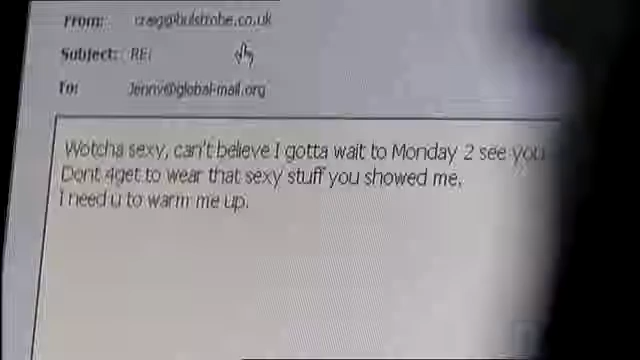 From: craig@bulstrobe.co.uk
Subject: RE:
To: Jenny@global-mail.org
Wotcha sexy, can't believe I gotta wait to Monday 2 see you
Dont 4get to wear that sexy stuff you showed me,
I need u to warm me up.